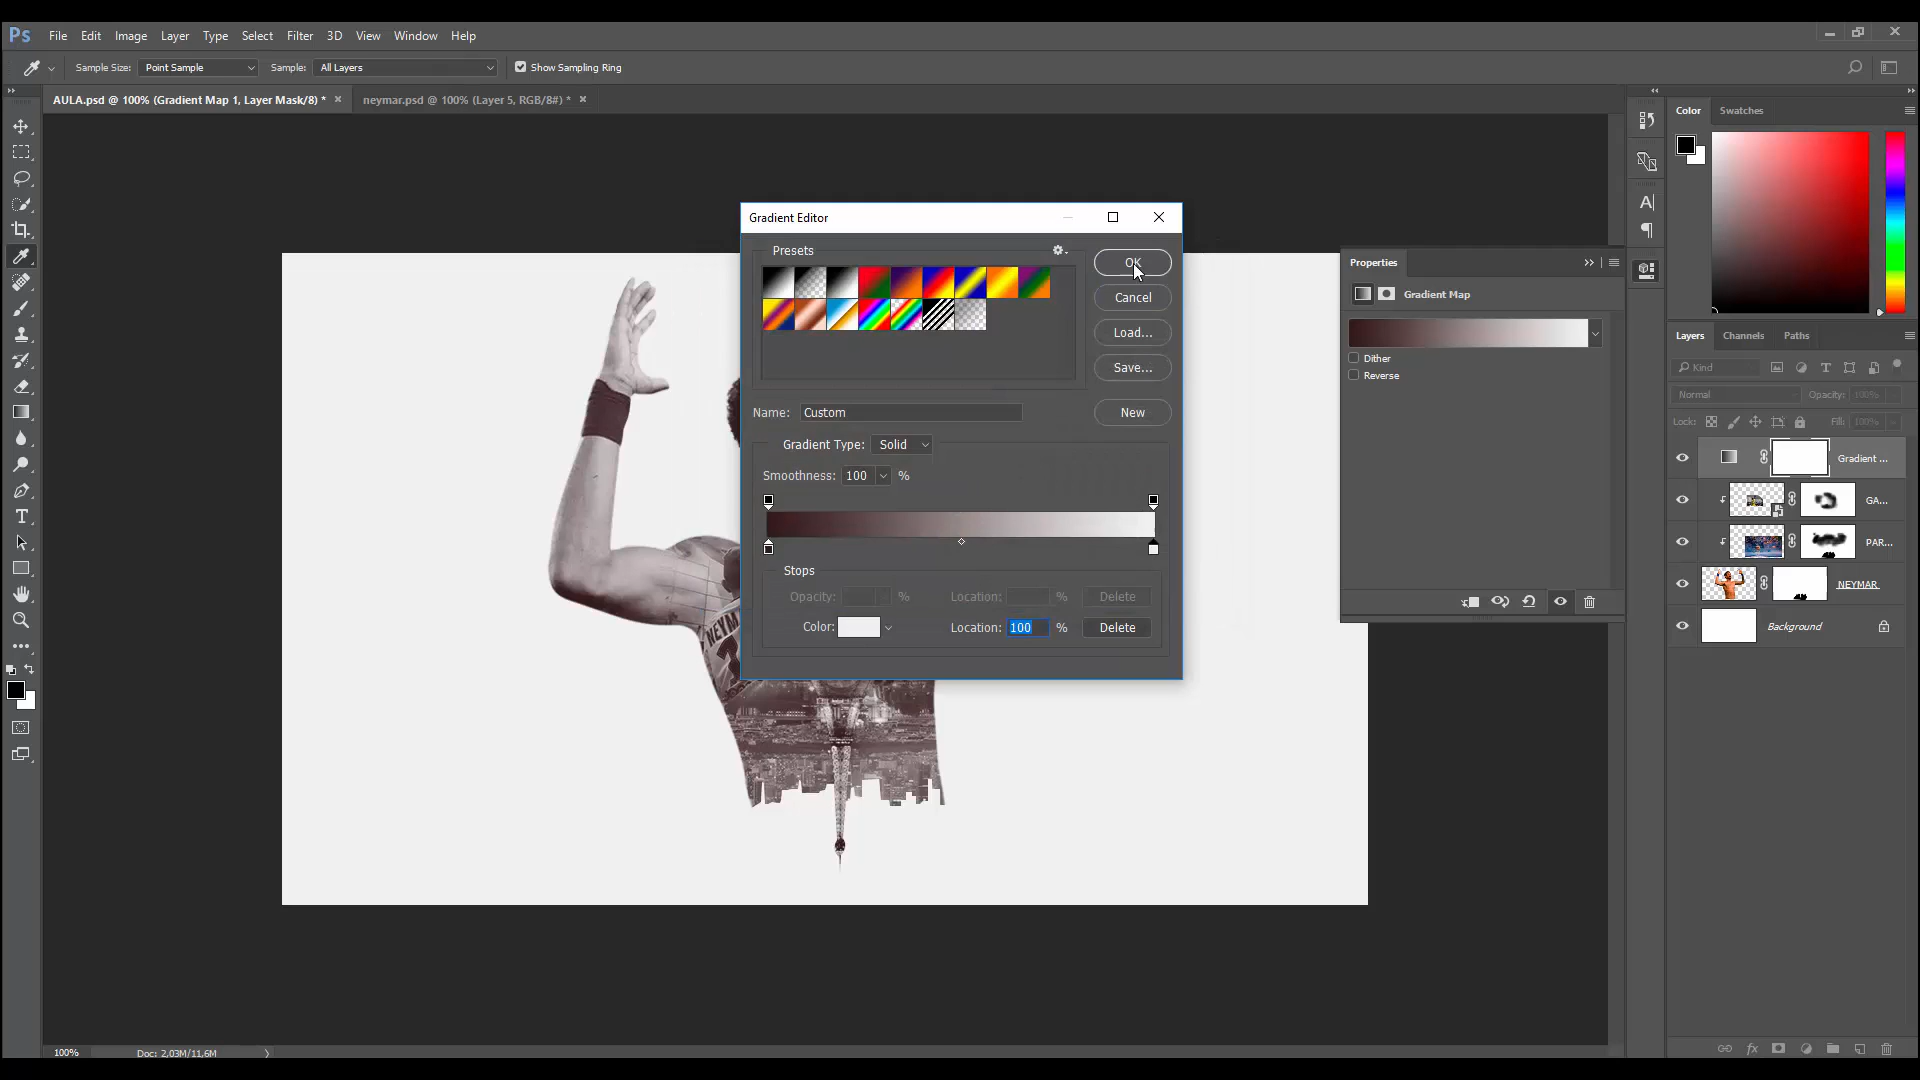 Ps File Edit Image Layer Type Select Filter 3D View Window Help
Sample Size: Point Sample Sample: All Layers Show Sampling Ring
AULA.psd @ 100% (Gradient Map 1, Layer Mask/8) * × neymar.psd @ 100% (Layer 5, RGB/8#) * ×
Color Swatches
Gradient Editor
Presets
OK
Cancel
Load...
Save...
Name: Custom New
Gradient Type: Solid
Smoothness: 100 %
Stops
Opacity: % Location: % Delete
Color: Location: 100 % Delete
Properties
Gradient Map
Dither
Reverse
Layers Channels Paths
Kind
Normal Opacity: 100%
Lock: Fill: 100%
Gradient ...
GA...
PAR...
NEYMAR
Background
NEYM
100% Doc: 2,03M/11,6M